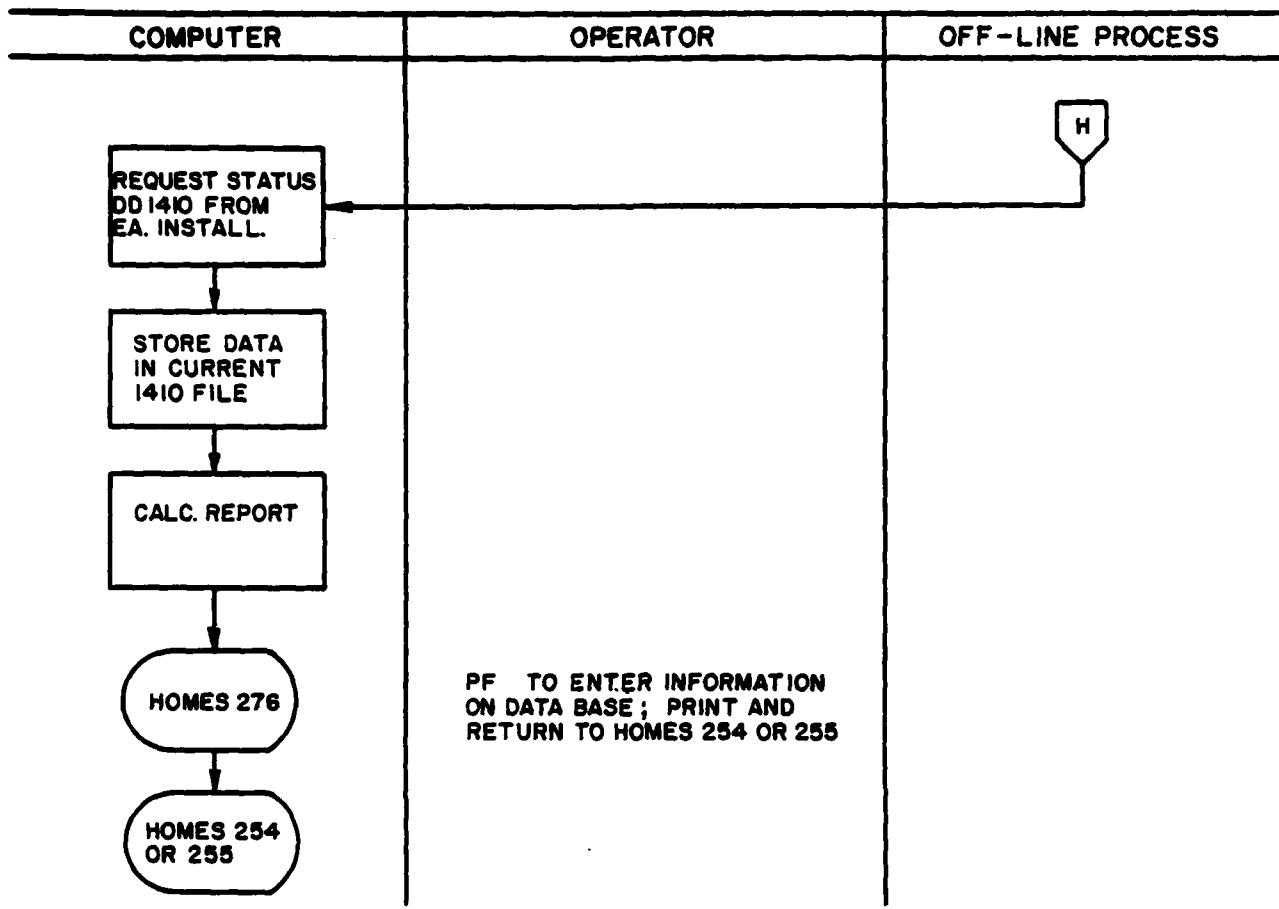 COMPUTER
OPERATOR
OFF-LINE PROCESS
H
REQUEST STATUS
DD 1410 FROM
EA. INSTALL.
STORE DATA
IN CURRENT
1410 FILE
CALC. REPORT
HOMES 276
PF TO ENTER INFORMATION
ON DATA BASE; PRINT AND
RETURN TO HOMES 254 OR 255
HOMES 254
OR 255